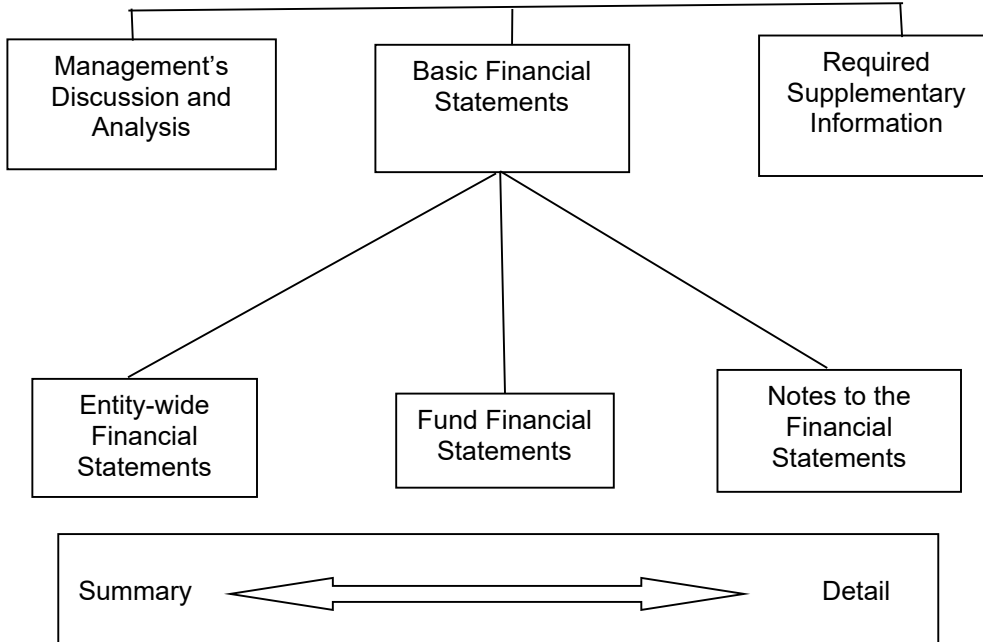 Management’s
Discussion and
Analysis
Basic Financial
Statements
Required
Supplementary
Information
Entity-wide
Financial
Statements
Fund Financial
Statements
Notes to the
Financial
Statements
Summary
Detail